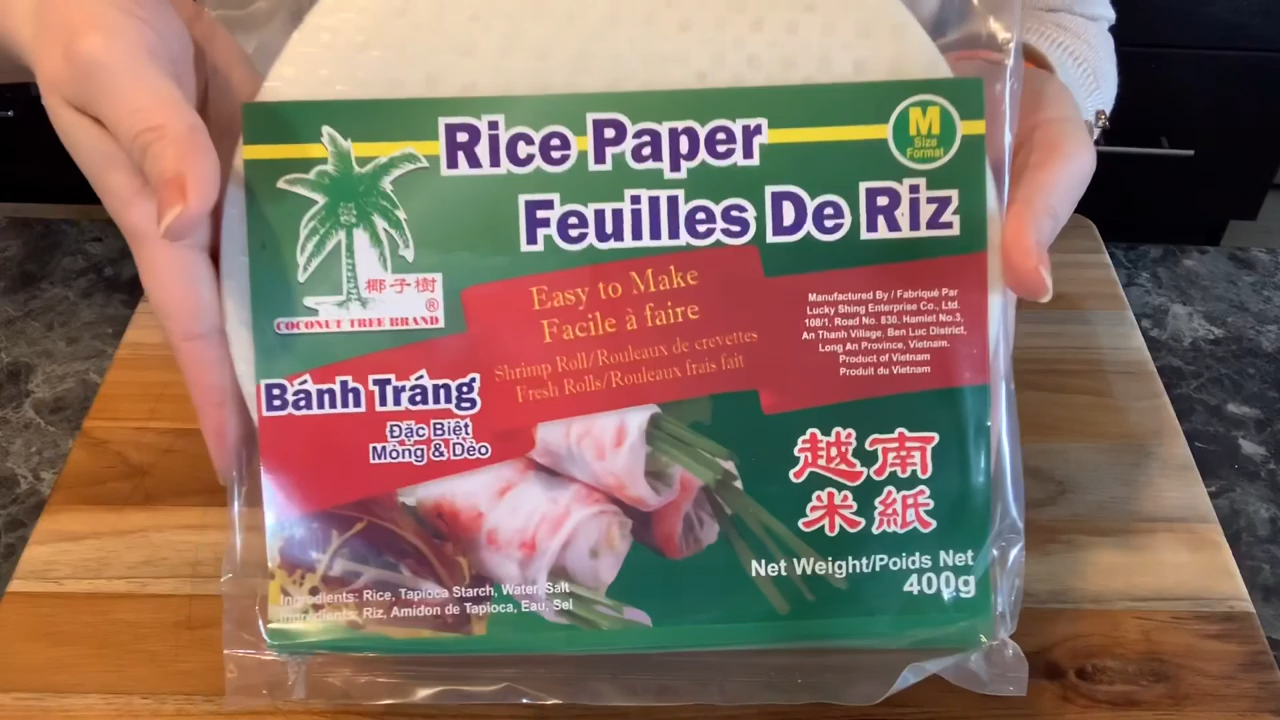 Rice Paper
Feuilles De Riz
M
Size
Format
椰子樹
®
COCONUT TREE BRAND
Easy to Make
Facile à faire
Shrimp Roll/Rouleaux de crevettes
Fresh Rolls/Rouleaux frais fait
Manufactured By / Fabriqué Par
Lucky Shing Enterprise Co., Ltd.
108/1, Road No. 830, Hamlet No.3,
An Thanh Village, Ben Luc District,
Long An Province, Vietnam.
Product of Vietnam
Produit du Vietnam
Bánh Tráng
Đặc Biệt
Mỏng & Dẻo
越南
米紙
Net Weight/Poids Net
400g
Ingredients: Rice, Tapioca Starch, Water, Salt
Ingredients: Riz, Amidon de Tapioca, Eau, Sel